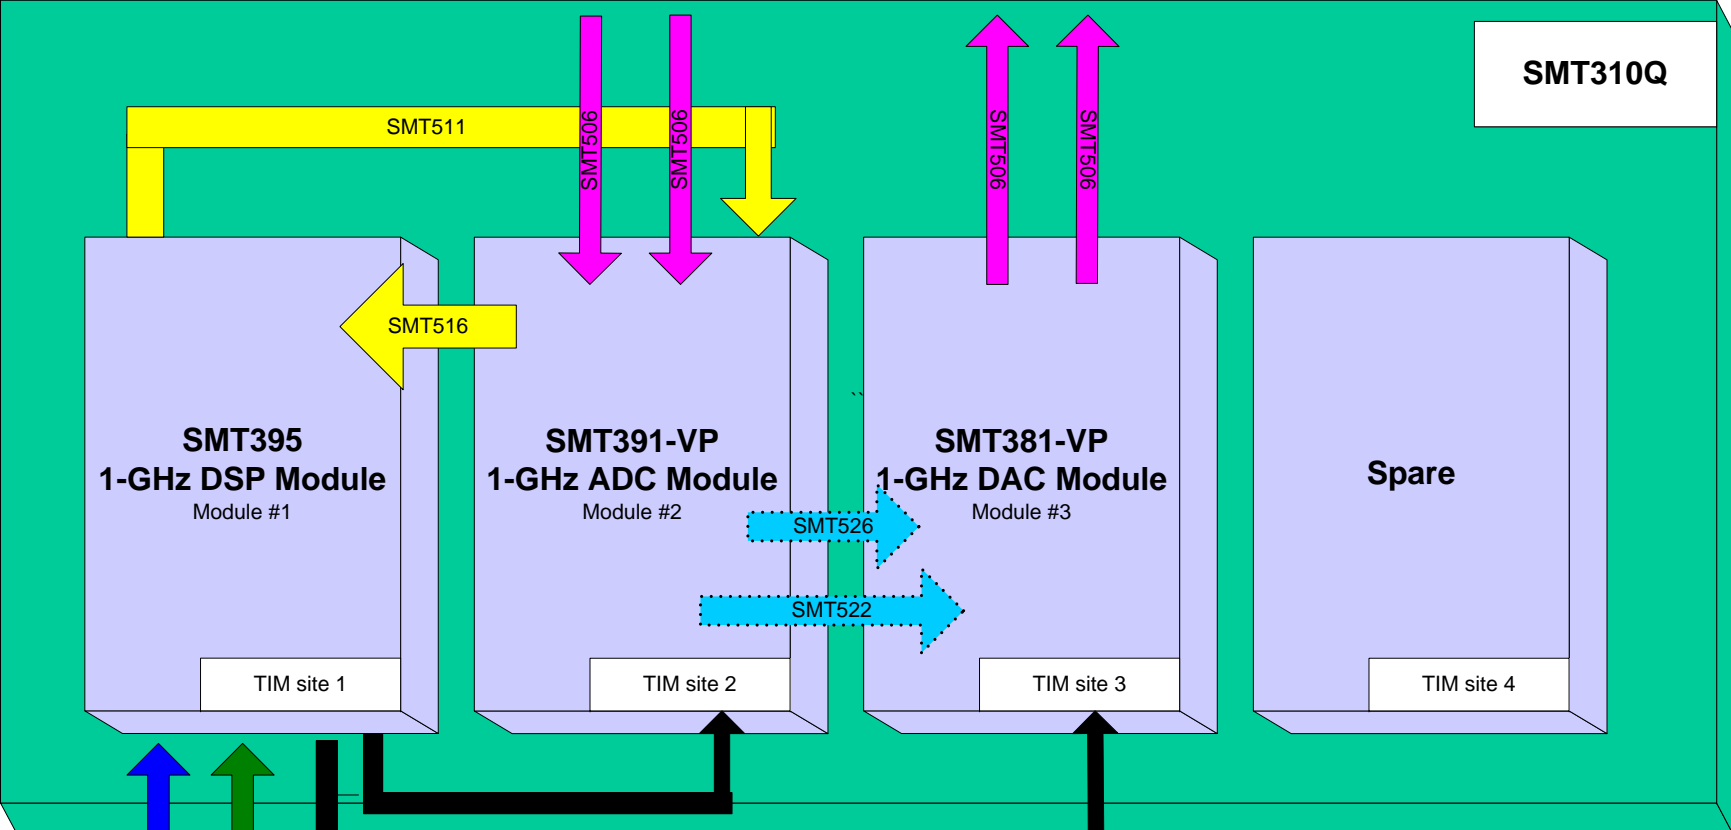 SMT310Q
SMT511
SMT506
SMT506
SMT506
SMT506
SMT516
SMT395
1-GHz DSP Module
Module #1
SMT391-VP
1-GHz ADC Module
Module #2
``
SMT381-VP
1-GHz DAC Module
Module #3
Spare
SMT526
SMT522
TIM site 1
TIM site 2
TIM site 3
TIM site 4